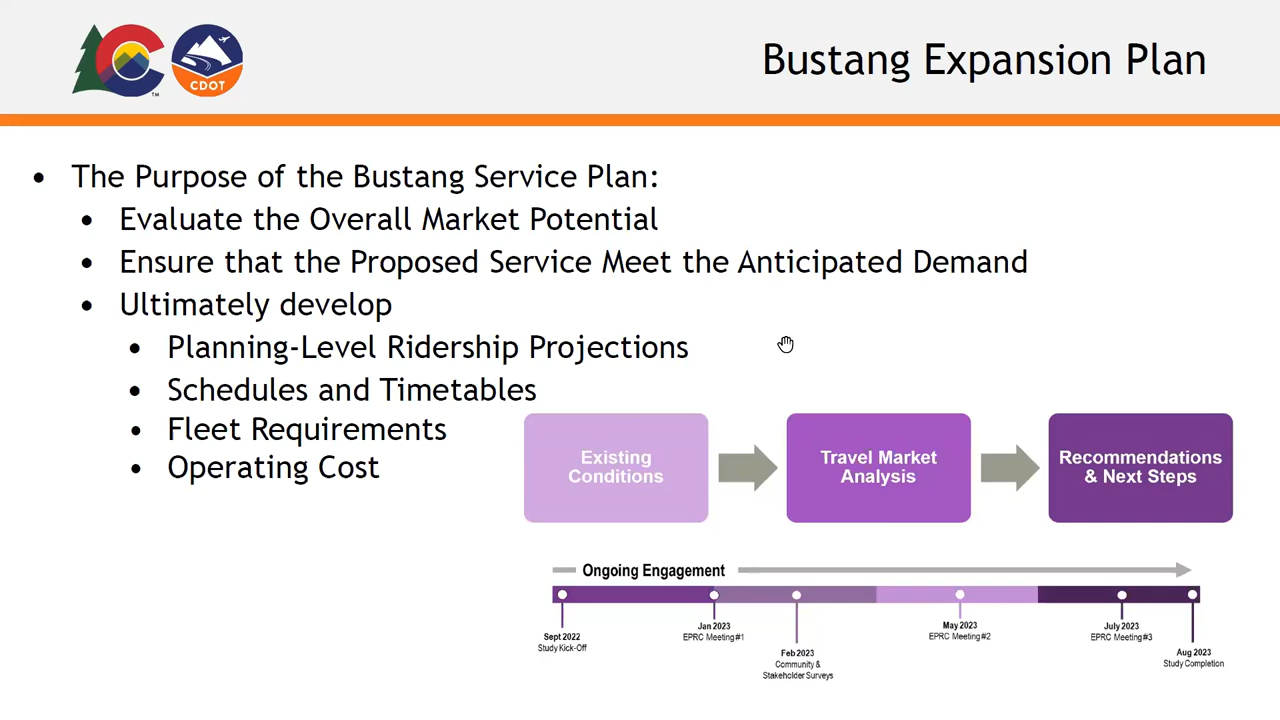 CDOT
TM
Bustang Expansion Plan
• The Purpose of the Bustang Service Plan:
• Evaluate the Overall Market Potential
• Ensure that the Proposed Service Meet the Anticipated Demand
• Ultimately develop
• Planning-Level Ridership Projections
• Schedules and Timetables
• Fleet Requirements
• Operating Cost
Existing
Conditions
Travel Market
Analysis
Recommendations
& Next Steps
Ongoing Engagement
Sept 2022
Study Kick-Off
Jan 2023
EPRC Meeting #1
Feb 2023
Community &
Stakeholder Surveys
May 2023
EPRC Meeting #2
July 2023
EPRC Meeting #3
Aug 2023
Study Completion